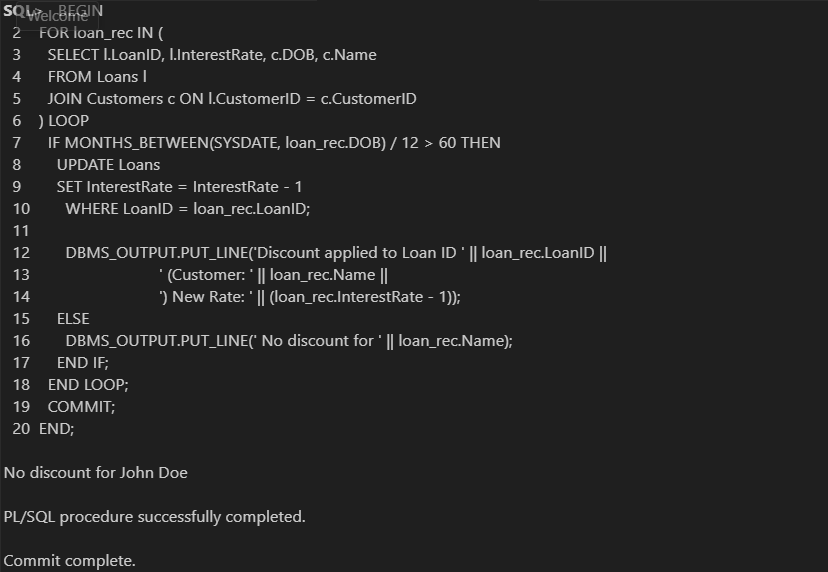 SQL> BEGIN
Welcome
2 FOR loan_rec IN (
3 SELECT l.LoanID, l.InterestRate, c.DOB, c.Name
4 FROM Loans l
5 JOIN Customers c ON l.CustomerID = c.CustomerID
6 ) LOOP
7 IF MONTHS_BETWEEN(SYSDATE, loan_rec.DOB) / 12 > 60 THEN
8 UPDATE Loans
9 SET InterestRate = InterestRate - 1
10 WHERE LoanID = loan_rec.LoanID;
11
12 DBMS_OUTPUT.PUT_LINE('Discount applied to Loan ID ' || loan_rec.LoanID ||
13 ' (Customer: ' || loan_rec.Name ||
14 ') New Rate: ' || (loan_rec.InterestRate - 1));
15 ELSE
16 DBMS_OUTPUT.PUT_LINE(' No discount for ' || loan_rec.Name);
17 END IF;
18 END LOOP;
19 COMMIT;
20 END;
No discount for John Doe
PL/SQL procedure successfully completed.
Commit complete.